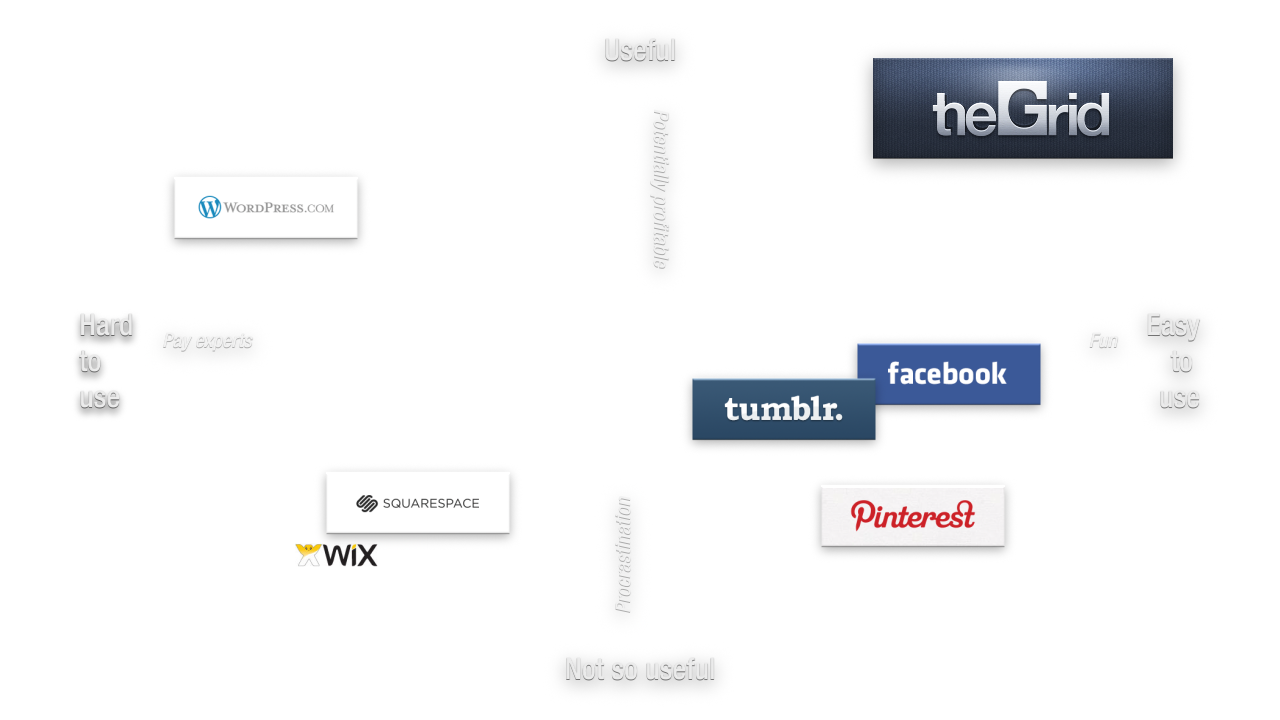 Useful
theGrid
Potentially profitable
WordPress.com
Hard
to
use
Pay experts
Fun
Easy
to
use
facebook
tumblr.
SQUARESPACE
Pinterest
Procrastination
WiX
Not so useful